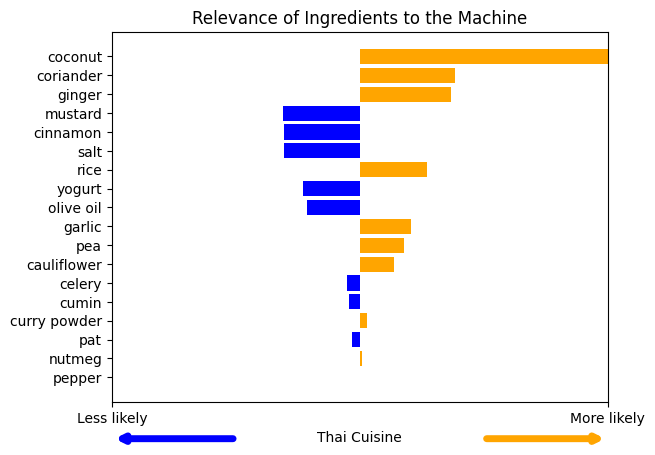 Relevance of Ingredients to the Machine
coconut
coriander
ginger
mustard
cinnamon
salt
rice
yogurt
olive oil
garlic
pea
cauliflower
celery
cumin
curry powder
pat
nutmeg
pepper
Less likely
More likely
Thai Cuisine